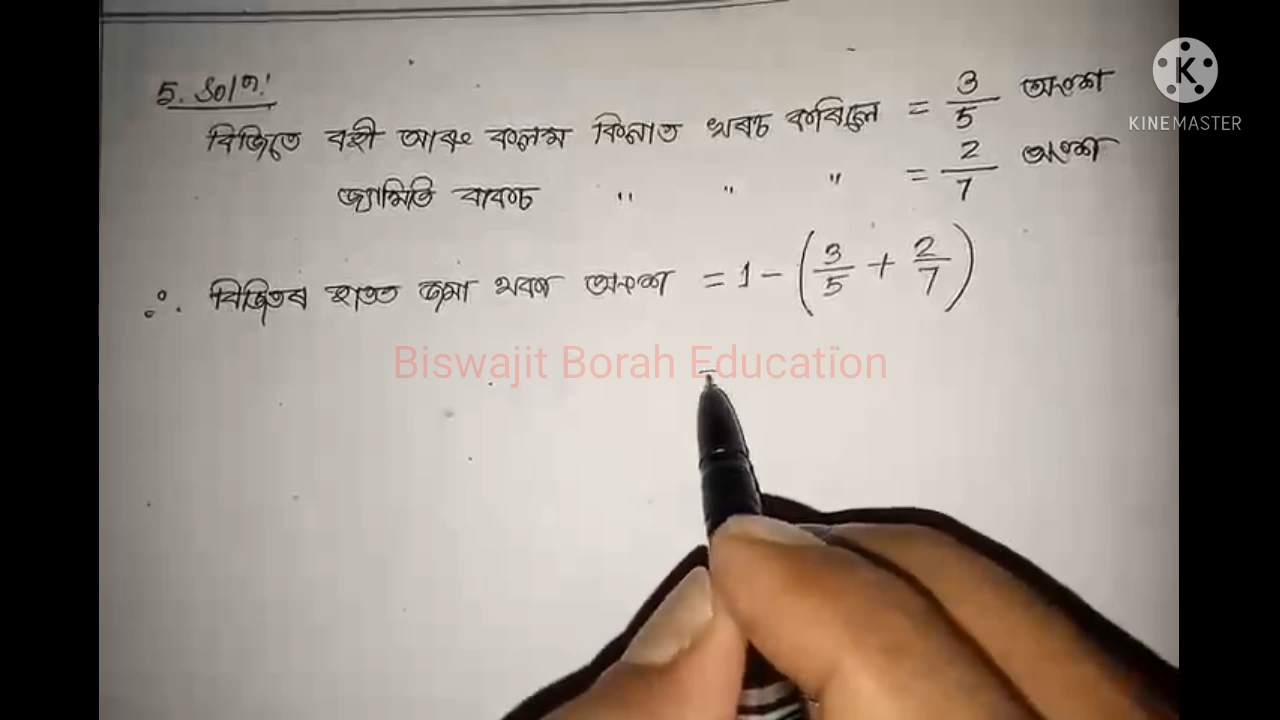 5. Solⁿ:
বিজিতে বহী আৰু কলম কিনাত খৰচ কৰিলে = 3/5 অংশ
জ্যামিতি বাকচ " " " = 2/7 অংশ
∴ বিজিতৰ হাতত জমা থকা অংশ = 1 - (3/5 + 2/7)
Biswajit Borah Education
KINEMASTER